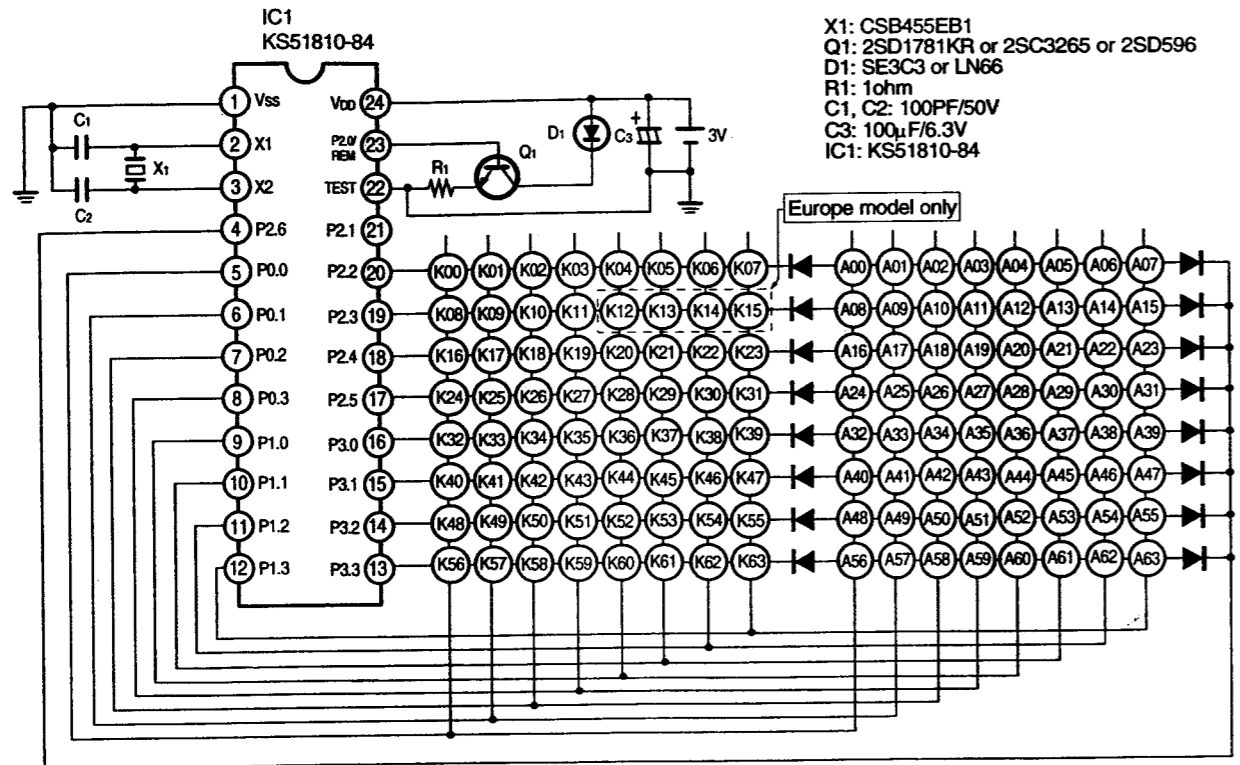 IC1
KS51810-84
X1: CSB455EB1
Q1: 2SD1781KR or 2SC3265 or 2SD596
D1: SE3C3 or LN66
R1: 1ohm
C1, C2: 100PF/50V
C3: 100μF/6.3V
IC1: KS51810-84
1 Vss VDD 24
C1
2 X1 P2.0/REM 23
X1
3 X2 TEST 22
C2
R1 Q1 D1 C3 + 3V
4 P2.6 P2.1 21
Europe model only
5 P0.0 P2.2 20 K00 K01 K02 K03 K04 K05 K06 K07 A00 A01 A02 A03 A04 A05 A06 A07
6 P0.1 P2.3 19 K08 K09 K10 K11 K12 K13 K14 K15 A08 A09 A10 A11 A12 A13 A14 A15
7 P0.2 P2.4 18 K16 K17 K18 K19 K20 K21 K22 K23 A16 A17 A18 A19 A20 A21 A22 A23
8 P0.3 P2.5 17 K24 K25 K26 K27 K28 K29 K30 K31 A24 A25 A26 A27 A28 A29 A30 A31
9 P1.0 P3.0 16 K32 K33 K34 K35 K36 K37 K38 K39 A32 A33 A34 A35 A36 A37 A38 A39
10 P1.1 P3.1 15 K40 K41 K42 K43 K44 K45 K46 K47 A40 A41 A42 A43 A44 A45 A46 A47
11 P1.2 P3.2 14 K48 K49 K50 K51 K52 K53 K54 K55 A48 A49 A50 A51 A52 A53 A54 A55
12 P1.3 P3.3 13 K56 K57 K58 K59 K60 K61 K62 K63 A56 A57 A58 A59 A60 A61 A62 A63